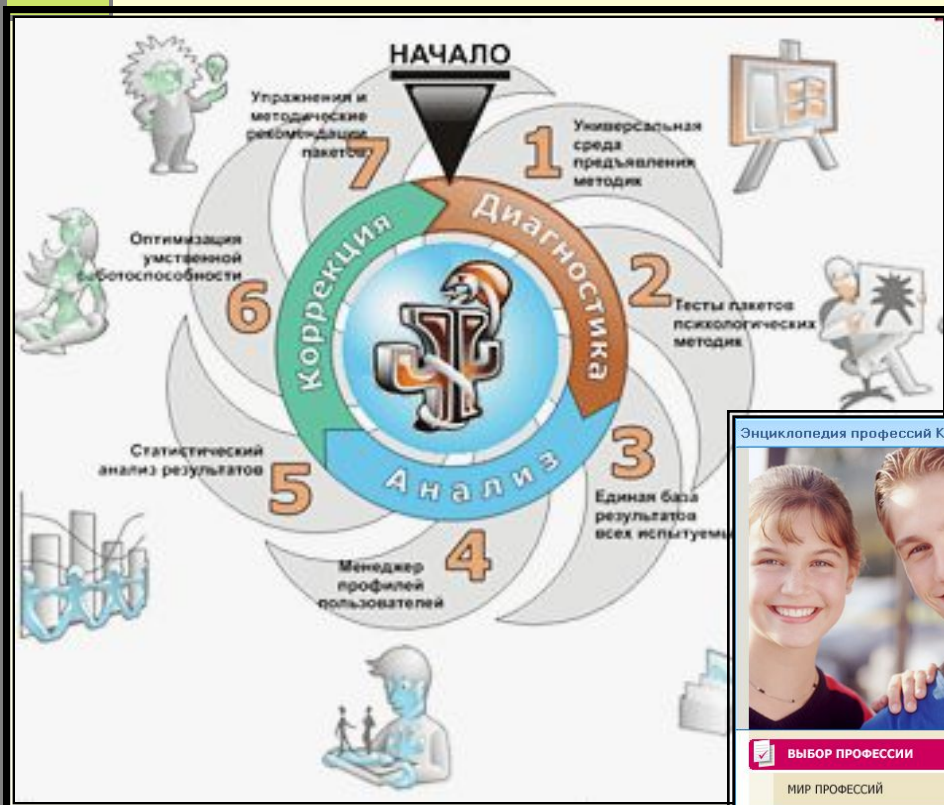 НАЧАЛО
Диагностика
1
Универсальная
среда
предъявления
методик
2
Тесты пакетов
психологических
методик
Анализ
3
Единая база
результатов
всех испытуемы
4
Менеджер
профилей
пользователей
5
Статистический
анализ результатов
Коррекция
6
Оптимизация
умственной
работоспособности
7
Упражнения и
методические
рекомендации
пакетов
Энциклопедия профессий К
ВЫБОР ПРОФЕССИИ
МИР ПРОФЕССИЙ